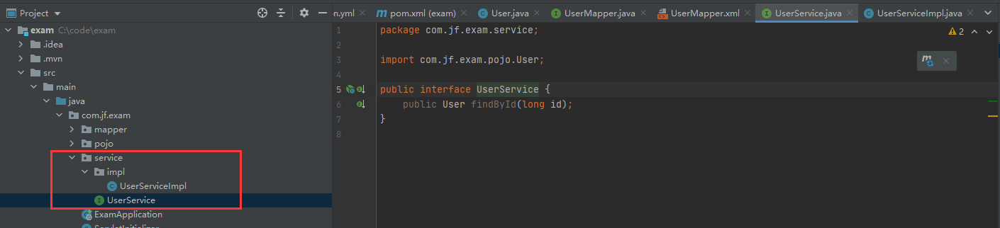 Project
en.yml
pom.xml (exam)
User.java
UserMapper.java
UserMapper.xml
UserService.java
UserServiceImpl.java
exam C:\code\exam
.idea
.mvn
src
main
java
com.jf.exam
mapper
pojo
service
impl
UserServiceImpl
UserService
ExamApplication
ServletInitializer
1 package com.jf.exam.service;
2
3 import com.jf.exam.pojo.User;
4
5 public interface UserService {
6 public User findById(long id);
7 }
8
2